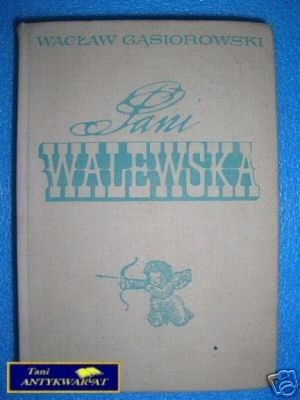 WACŁAW GĄSIOROWSKI
Pani
WALEWSKA
Tani
ANTYKWARIAT